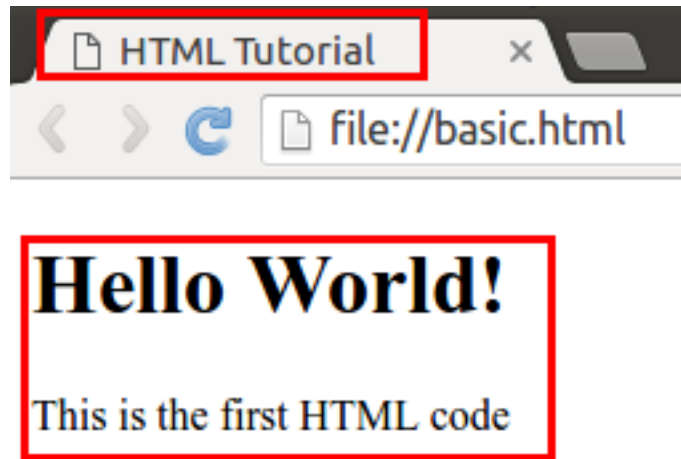 HTML Tutorial
file://basic.html
Hello World!
This is the first HTML code